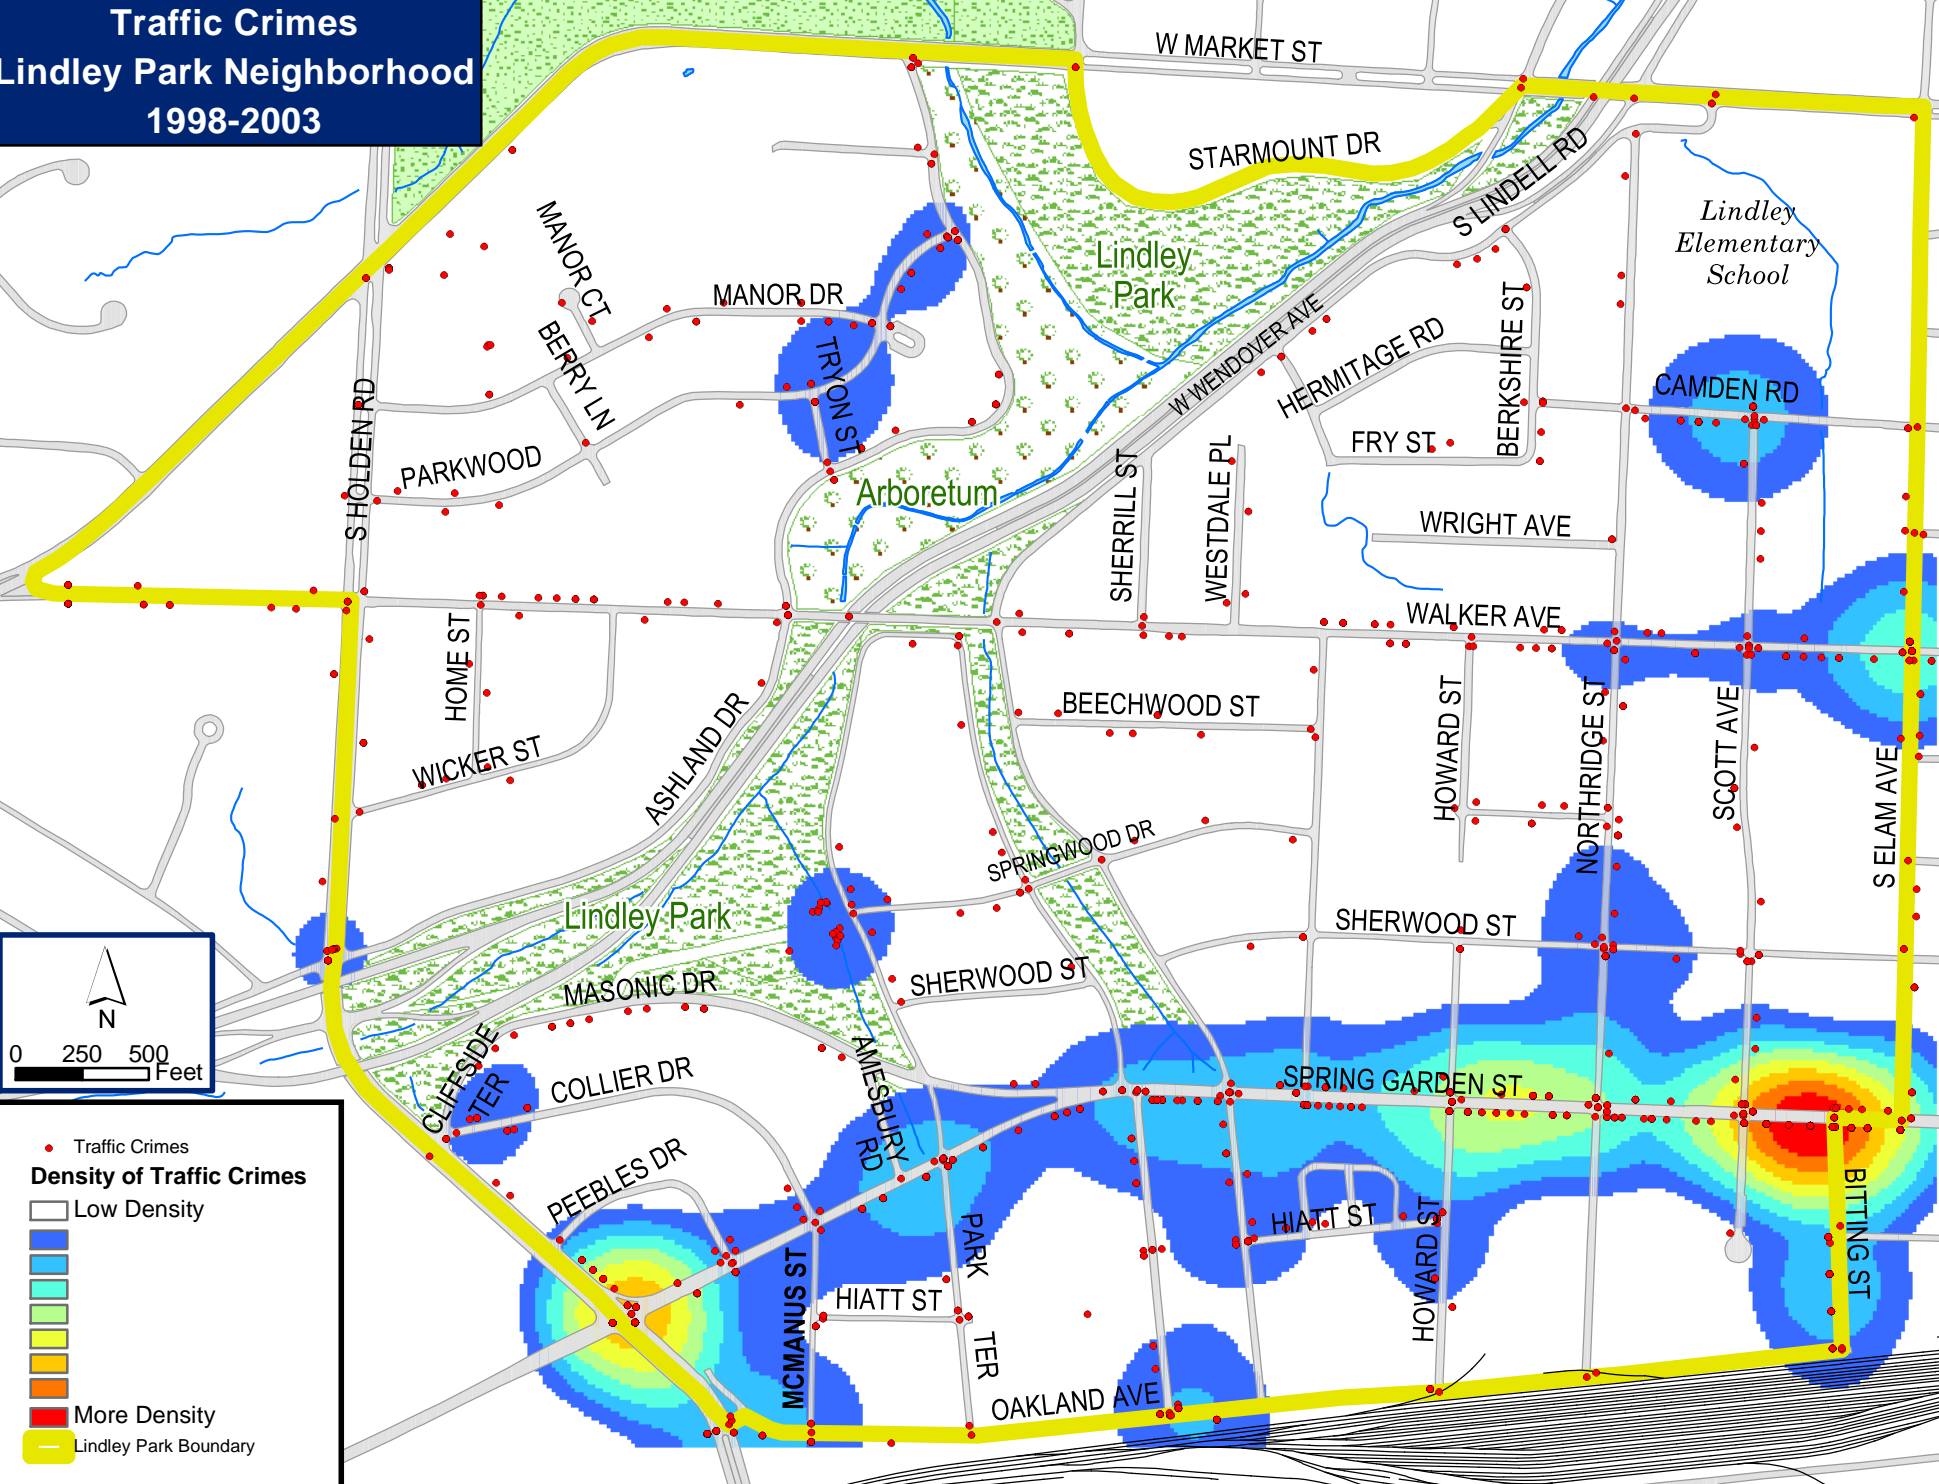 Traffic Crimes
Lindley Park Neighborhood
1998-2003
W MARKET ST
STARMOUNT DR
S LINDELL RD
Lindley
Elementary
School
MANOR CT
Lindley
Park
MANOR DR
BERRY LN
TRYON ST
W WENDOVER AVE
HERMITAGE RD
BERKSHIRE ST
CAMDEN RD
S HOLDEN RD
PARKWOOD
FRY ST
Arboretum
SHERRILL ST
WESTDALE PL
WRIGHT AVE
WALKER AVE
HOME ST
BEECHWOOD ST
HOWARD ST
NORTHRIDGE ST
SCOTT AVE
S ELAM AVE
WICKER ST
ASHLAND DR
SPRINGWOOD DR
Lindley Park
SHERWOOD ST
SHERWOOD ST
MASONIC DR
N
0 250 500
Feet
CLIFFSIDE
TER
COLLIER DR
AMESBURY
RD
SPRING GARDEN ST
PEEBLES DR
BITTING ST
HIATT ST
HOWARD ST
PARK
TER
MCMANUS ST
HIATT ST
OAKLAND AVE
Traffic Crimes
Density of Traffic Crimes
Low Density
More Density
Lindley Park Boundary